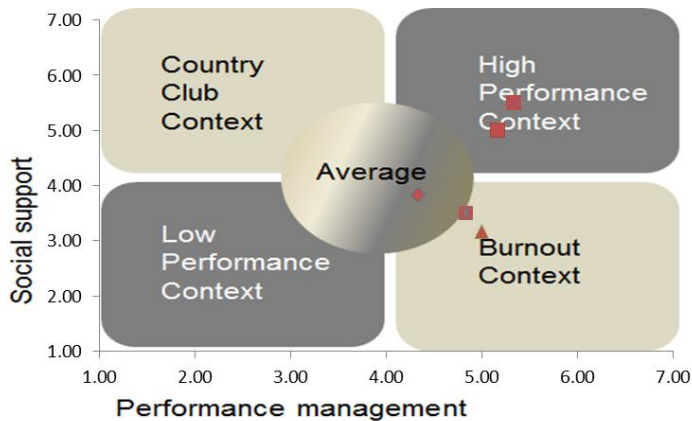 7.00
6.00
5.00
4.00
3.00
2.00
1.00
Social support
Country
Club
Context
High
Performance
Context
Average
Low
Performance
Context
Burnout
Context
1.00 2.00 3.00 4.00 5.00 6.00 7.00
Performance management